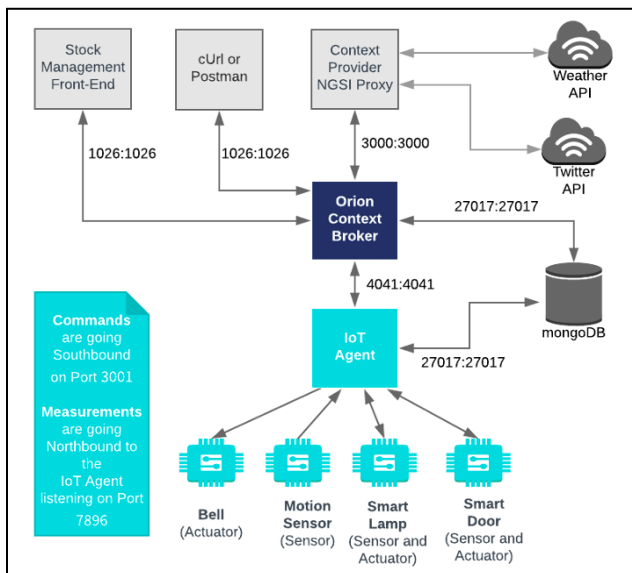 Stock
Management
Front-End
cUrl or
Postman
Context
Provider
NGSI Proxy
Weather
API
1026:1026
1026:1026
3000:3000
Twitter
API
Orion
Context
Broker
27017:27017
4041:4041
mongoDB
IoT
Agent
27017:27017
Commands
are going
Southbound
on Port 3001
Measurements
are going
Northbound to
the
IoT Agent
listening on Port
7896
Bell
(Actuator)
Motion
Sensor
(Sensor)
Smart
Lamp
(Sensor and
Actuator)
Smart
Door
(Sensor and
Actuator)